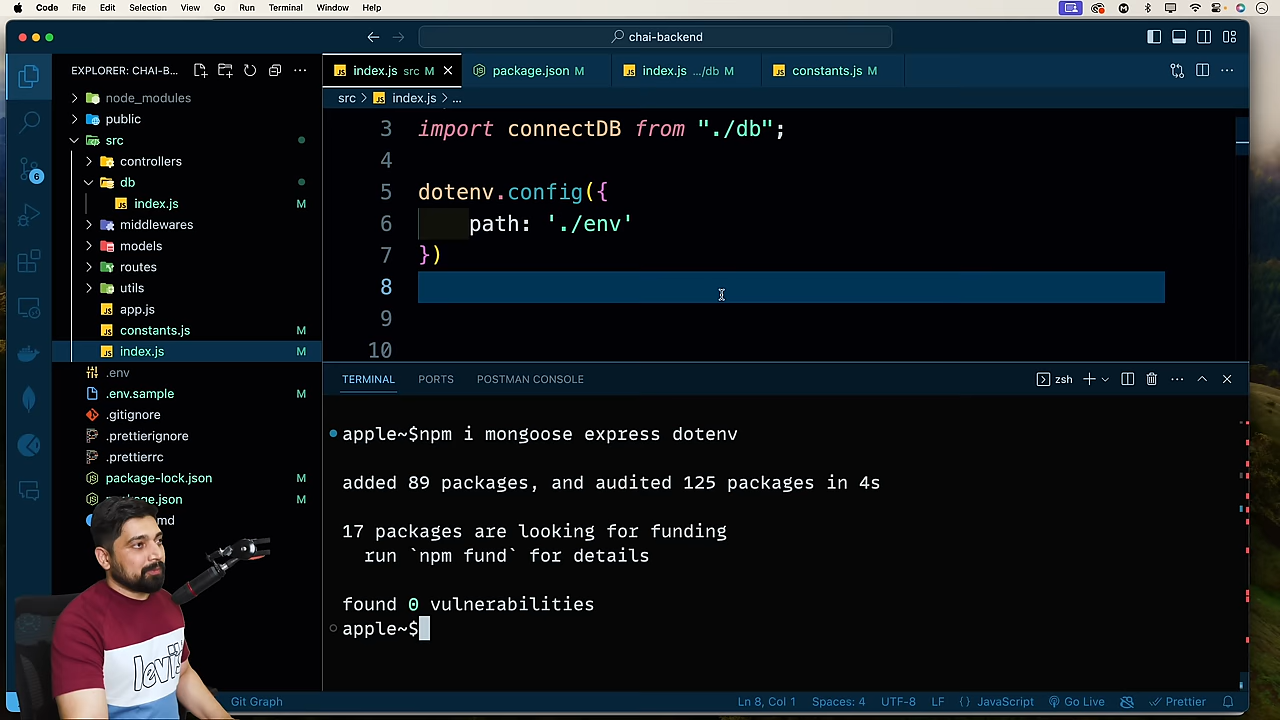 Code File Edit Selection View Go Run Terminal Window Help
chai-backend
EXPLORER: CHAI-B...
index.js src M
package.json M
index.js .../db M
constants.js M
src > index.js > ...
node_modules
public
src
controllers
db
index.js M
middlewares
models
routes
utils
app.js
constants.js M
index.js M
.env
.env.sample M
.gitignore
.prettierignore
.prettierrc
package-lock.json M
package.json M
md
3 import connectDB from "./db";
4
5 dotenv.config({
6 path: './env'
7 })
8
9
10
TERMINAL PORTS POSTMAN CONSOLE
zsh
apple~$npm i mongoose express dotenv
added 89 packages, and audited 125 packages in 4s
17 packages are looking for funding
run `npm fund` for details
found 0 vulnerabilities
apple~$
6
levi's
Git Graph
Ln 8, Col 1 Spaces: 4 UTF-8 LF {} JavaScript Go Live Prettier